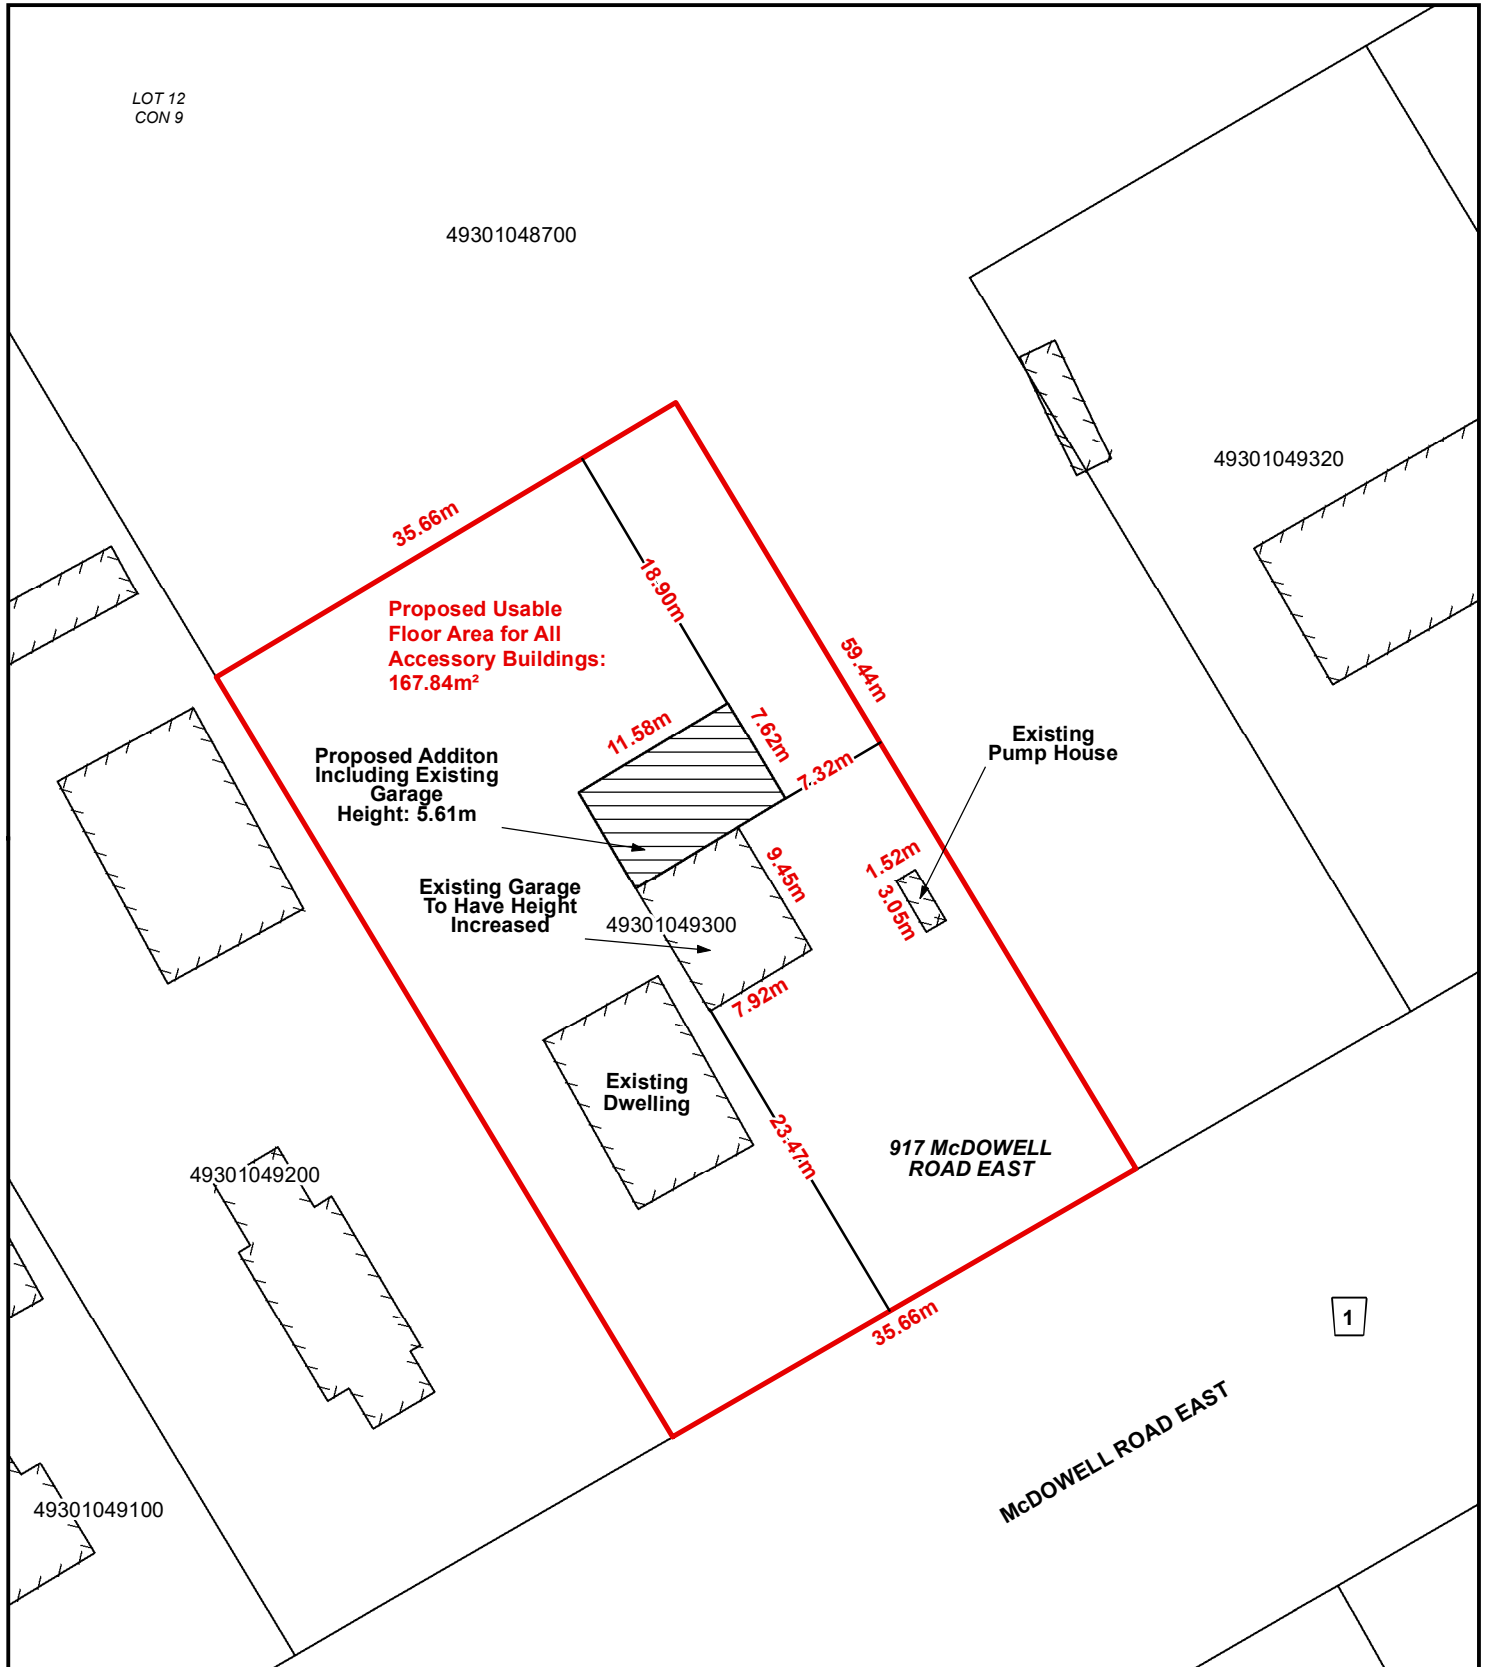 LOT 12
CON 9
49301048700
49301049320
35.66m
18.90m
Proposed Usable
Floor Area for All
Accessory Buildings:
167.84m²
59.44m
11.58m
7.62m
Existing
Pump House
Proposed Additon
Including Existing
Garage
Height: 5.61m
7.32m
9.45m
1.52m
3.05m
Existing Garage
To Have Height
Increased
49301049300
7.92m
Existing
Dwelling
23.47m
917 McDOWELL
ROAD EAST
49301049200
35.66m
1
McDOWELL ROAD EAST
49301049100